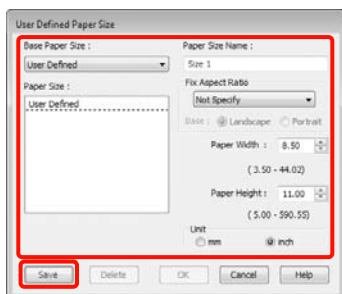 User Defined Paper Size
Base Paper Size :
User Defined
Paper Size :
User Defined
Paper Size Name :
Size 1
Fix Aspect Ratio
Not Specify
Base : Landscape Portrait
Paper Width : 8.50
(3.50 - 44.02)
Paper Height : 11.00
(5.00 - 590.55)
Unit
mm inch
Save Delete OK Cancel Help